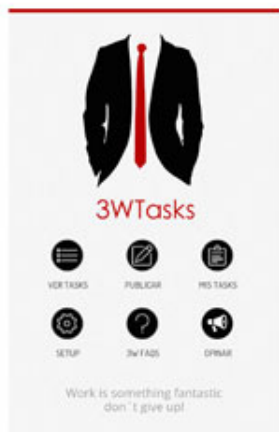 3WTasks
VER TASKS PUBLICAR MIS TASKS
SETUP 3W FAQS OPINAR
Work is something fantastic
don´t give up!